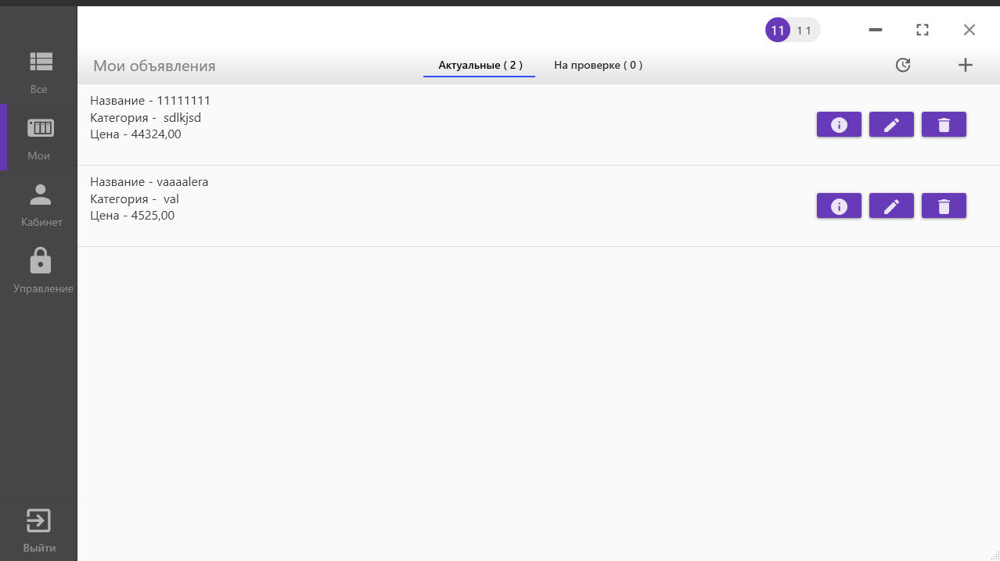 11 1 1
Мои объявления
Актуальные ( 2 )
На проверке ( 0 )
Все
Мои
Кабинет
Управление
Выйти
Название - 11111111
Категория - sdlkjsd
Цена - 44324,00
Название - vaaaalera
Категория - val
Цена - 4525,00